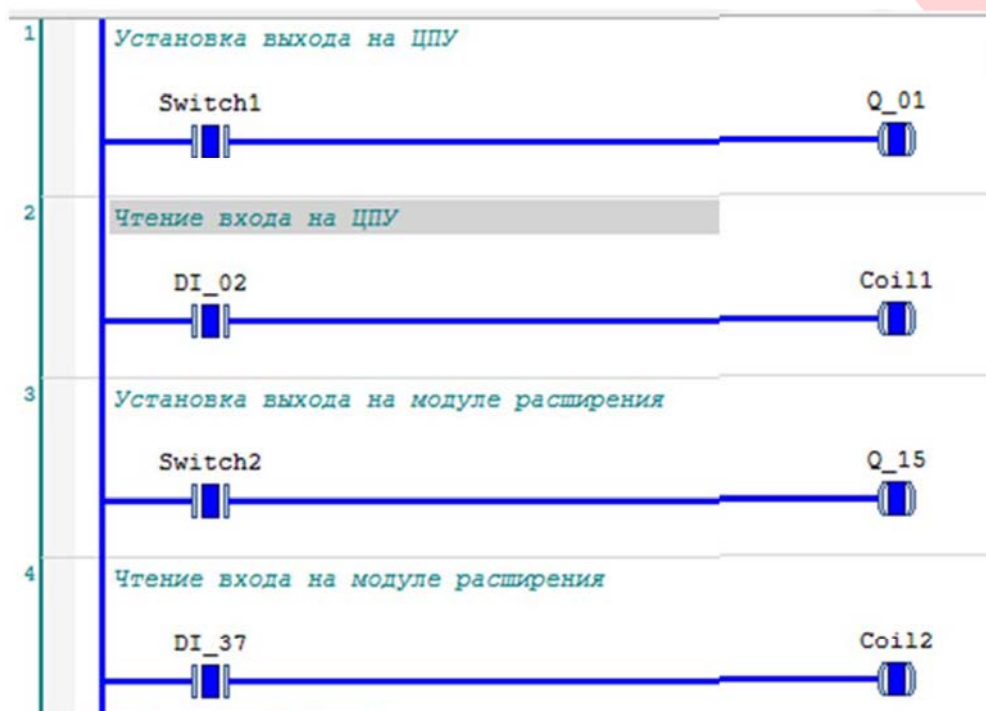 1
Установка выхода на ЦПУ
Switch1 Q_01
2
Чтение входа на ЦПУ
DI_02 Coil1
3
Установка выхода на модуле расширения
Switch2 Q_15
4
Чтение входа на модуле расширения
DI_37 Coil2